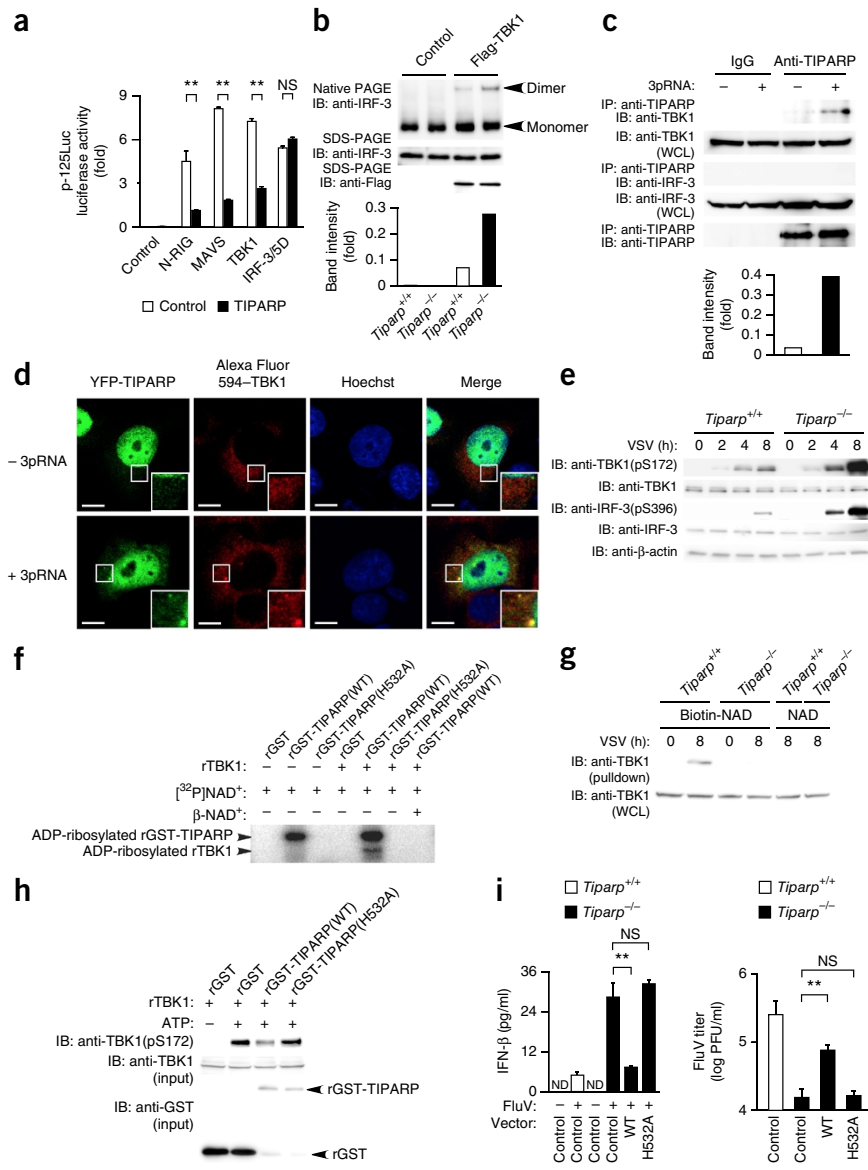 a
p-125Luc
luciferase activity
(fold)
9
6
3
0
** ** ** NS
Control
N-RIG
MAVS
TBK1
IRF-3/5D
Control TIPARP
b
Control
Flag-TBK1
Native PAGE
IB: anti-IRF-3
Dimer
Monomer
SDS-PAGE
IB: anti-IRF-3
SDS-PAGE
IB: anti-Flag
Band intensity
(fold)
0.3
0.2
0.1
0
Tiparp+/+
Tiparp–/–
Tiparp+/+
Tiparp–/–
c
IgG Anti-TIPARP
3pRNA: – + – +
IP: anti-TIPARP
IB: anti-TBK1
IB: anti-TBK1
(WCL)
IP: anti-TIPARP
IB: anti-IRF-3
IB: anti-IRF-3
(WCL)
IP: anti-TIPARP
IB: anti-TIPARP
Band intensity
(fold)
0.4
0.3
0.2
0.1
0
d
YFP-TIPARP
Alexa Fluor
594–TBK1
Hoechst
Merge
– 3pRNA
+ 3pRNA
e
Tiparp+/+ Tiparp–/–
VSV (h): 0 2 4 8 0 2 4 8
IB: anti-TBK1(pS172)
IB: anti-TBK1
IB: anti-IRF-3(pS396)
IB: anti-IRF-3
IB: anti-β-actin
f
rGST
rGST-TIPARP(WT)
rGST-TIPARP(H532A)
rGST
rGST-TIPARP(WT)
rGST-TIPARP(H532A)
rGST-TIPARP(WT)
rTBK1: – – – + + + +
[32P]NAD+: + + + + + + +
β-NAD+: – – – – – – +
ADP-ribosylated rGST-TIPARP
ADP-ribosylated rTBK1
g
Tiparp+/+
Tiparp–/–
Tiparp+/+
Tiparp–/–
Biotin-NAD NAD
VSV (h): 0 8 0 8 8 8
IB: anti-TBK1
(pulldown)
IB: anti-TBK1
(WCL)
h
rGST
rGST
rGST-TIPARP(WT)
rGST-TIPARP(H532A)
rTBK1: + + + +
ATP: – + + +
IB: anti-TBK1(pS172)
IB: anti-TBK1
(input)
rGST-TIPARP
IB: anti-GST
(input)
rGST
i
Tiparp+/+
Tiparp–/–
NS
**
IFN-β (pg/ml)
36
24
12
0
ND ND
FluV: – + – + + +
Vector:
Control
Control
Control
Control
WT
H532A
Tiparp+/+
Tiparp–/–
NS
**
FluV titer
(log PFU/ml)
6
5
4
Control
Control
WT
H532A